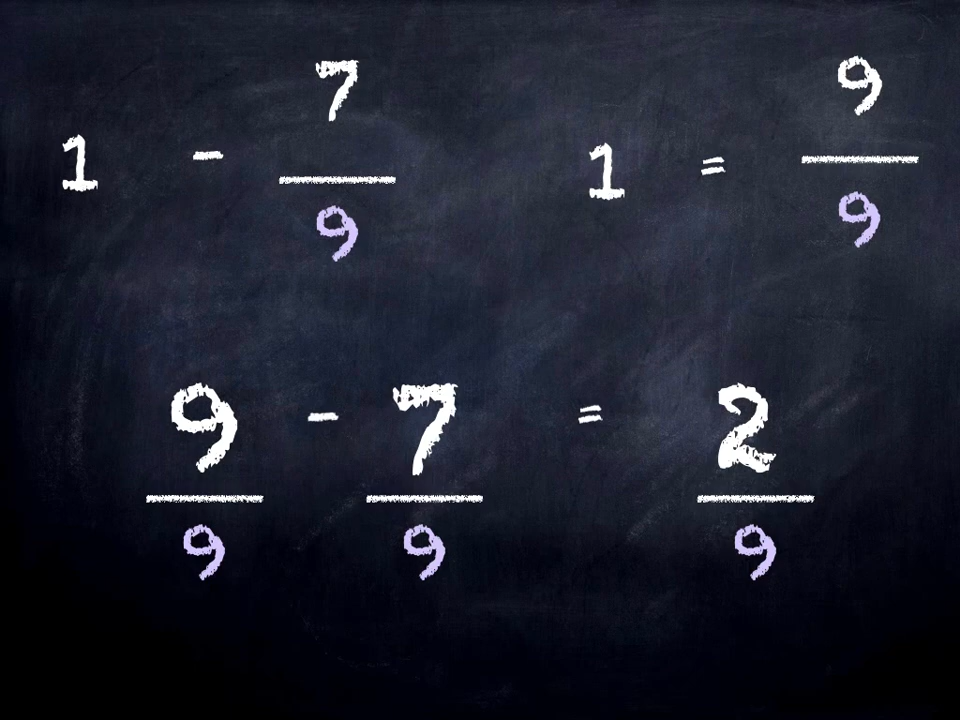 1 - 7/9    1 = 9/9
9/9 - 7/9 = 2/9